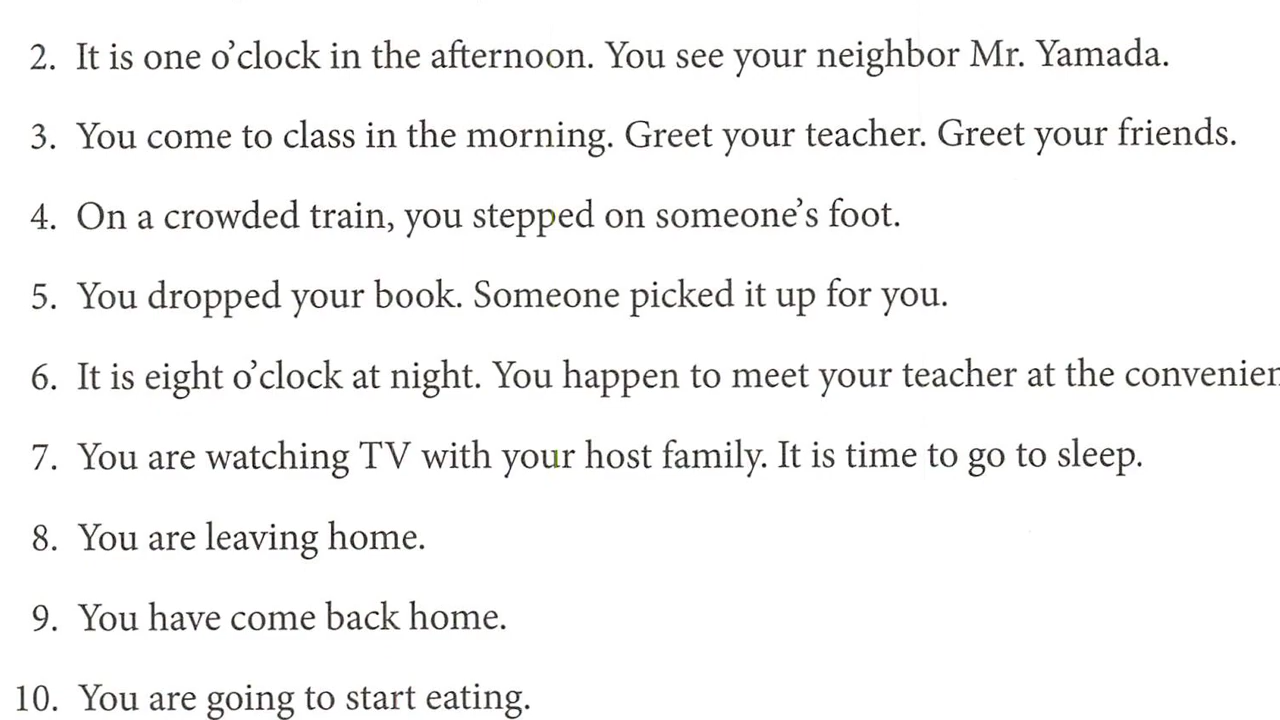 2. It is one o’clock in the afternoon. You see your neighbor Mr. Yamada.
3. You come to class in the morning. Greet your teacher. Greet your friends.
4. On a crowded train, you stepped on someone’s foot.
5. You dropped your book. Someone picked it up for you.
6. It is eight o’clock at night. You happen to meet your teacher at the
7. You are watching TV with your host family. It is time to go to sleep.
8. You are leaving home.
9. You have come back home.
10. You are going to start eating.